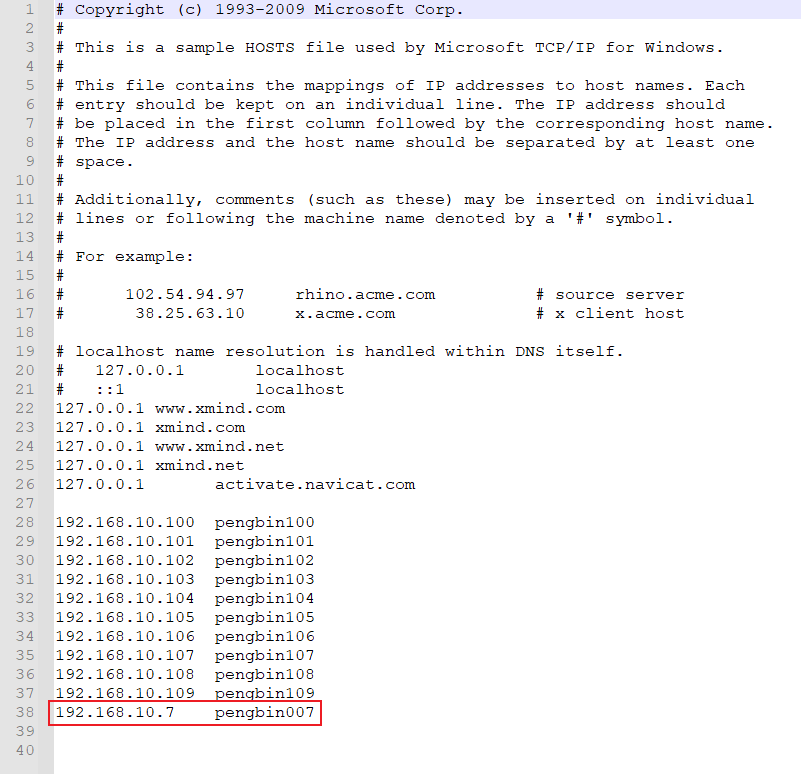 1 # Copyright (c) 1993-2009 Microsoft Corp.
2 #
3 # This is a sample HOSTS file used by Microsoft TCP/IP for Windows.
4 #
5 # This file contains the mappings of IP addresses to host names. Each
6 # entry should be kept on an individual line. The IP address should
7 # be placed in the first column followed by the corresponding host name.
8 # The IP address and the host name should be separated by at least one
9 # space.
10 #
11 # Additionally, comments (such as these) may be inserted on individual
12 # lines or following the machine name denoted by a '#' symbol.
13 #
14 # For example:
15 #
16 #      102.54.94.97     rhino.acme.com          # source server
17 #       38.25.63.10     x.acme.com              # x client host
18
19 # localhost name resolution is handled within DNS itself.
20 #   127.0.0.1       localhost
21 #   ::1             localhost
22 127.0.0.1 www.xmind.com
23 127.0.0.1 xmind.com
24 127.0.0.1 www.xmind.net
25 127.0.0.1 xmind.net
26 127.0.0.1       activate.navicat.com
27
28 192.168.10.100  pengbin100
29 192.168.10.101  pengbin101
30 192.168.10.102  pengbin102
31 192.168.10.103  pengbin103
32 192.168.10.104  pengbin104
33 192.168.10.105  pengbin105
34 192.168.10.106  pengbin106
35 192.168.10.107  pengbin107
36 192.168.10.108  pengbin108
37 192.168.10.109  pengbin109
38 192.168.10.7    pengbin007
39
40